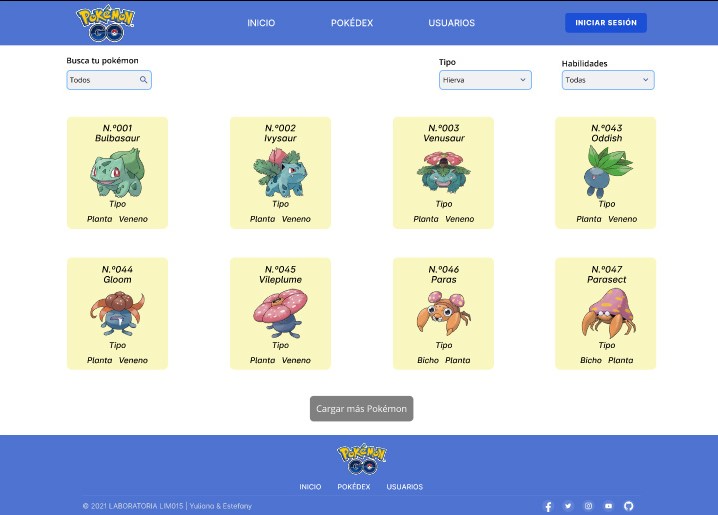 POKÉMON
GO
INICIO POKÉDEX USUARIOS INICIAR SESIÓN
Busca tu pokémon Tipo Habilidades
Todos Hierva Todas
N.º001 N.º002 N.º003 N.º043
Bulbasaur Ivysaur Venusaur Oddish
Tipo Tipo Tipo Tipo
Planta Veneno Planta Veneno Planta Veneno Planta Veneno
N.º044 N.º045 N.º046 N.º047
Gloom Vileplume Paras Parasect
Tipo Tipo Tipo Tipo
Planta Veneno Planta Veneno Bicho Planta Bicho Planta
Cargar más Pokémon
POKÉMON
GO
INICIO POKÉDEX USUARIOS
© 2021 LABORATORIA LIM015 | Yuliana & Estefany